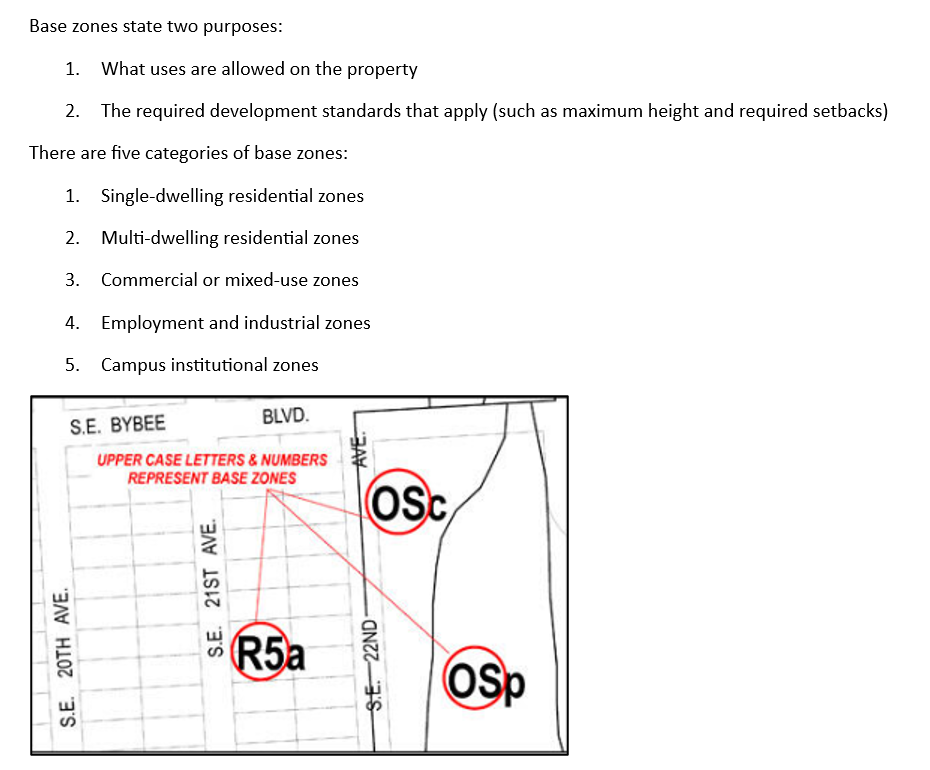 Base zones state two purposes:
1. What uses are allowed on the property
2. The required development standards that apply (such as maximum height and required setbacks)
There are five categories of base zones:
1. Single-dwelling residential zones
2. Multi-dwelling residential zones
3. Commercial or mixed-use zones
4. Employment and industrial zones
5. Campus institutional zones
S.E. BYBEE BLVD.
UPPER CASE LETTERS & NUMBERS
REPRESENT BASE ZONES
OSc
R5a
OSp
S.E. 20TH AVE.
S.E. 21ST AVE.
S.E. 22ND AVE.